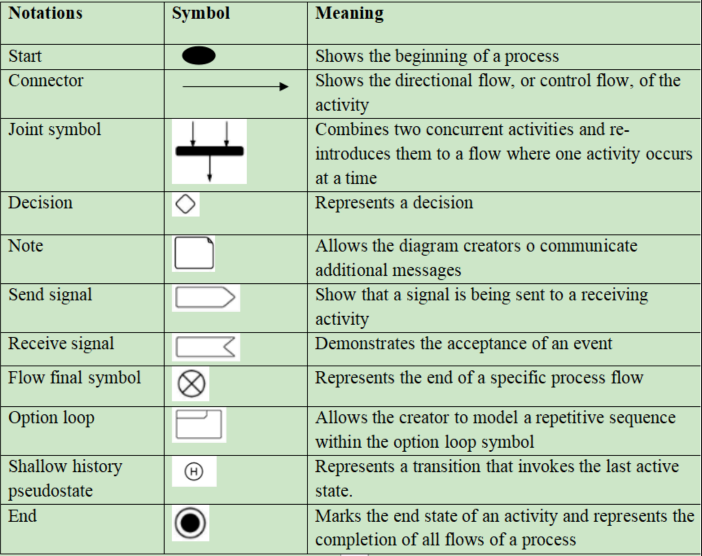 Notations Symbol Meaning
Start Shows the beginning of a process
Connector Shows the directional flow, or control flow, of the
activity
Joint symbol Combines two concurrent activities and re-
introduces them to a flow where one activity occurs
at a time
Decision Represents a decision
Note Allows the diagram creators o communicate
additional messages
Send signal Show that a signal is being sent to a receiving
activity
Receive signal Demonstrates the acceptance of an event
Flow final symbol Represents the end of a specific process flow
Option loop Allows the creator to model a repetitive sequence
within the option loop symbol
Shallow history H Represents a transition that invokes the last active
pseudostate state.
End Marks the end state of an activity and represents the
completion of all flows of a process